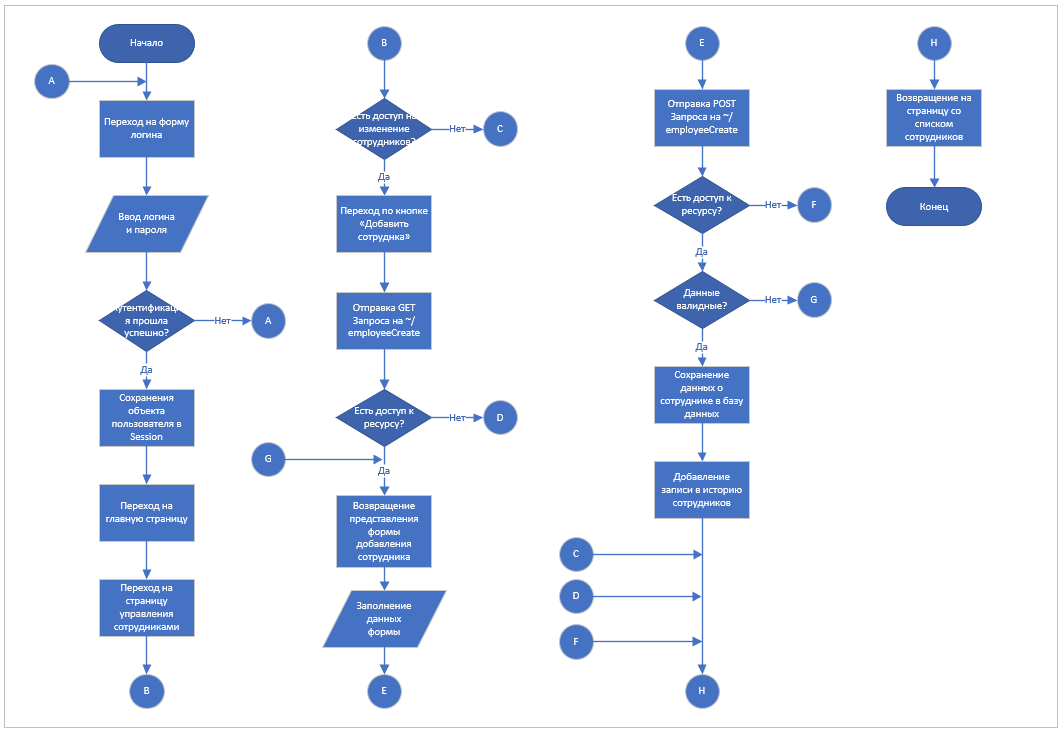 Начало
A
Переход на форму
логина
Ввод логина
и пароля
я прошла
успешно?
Нет
A
Да
Сохранения
объекта
пользователя в
Session
Переход на
главную страницу
Переход на
страницу
управления
сотрудниками
B
B
доступ
изменение
сотрудников?
Нет
C
Да
Переход по кнопке
«Добавить
сотруднка»
Отправка GET
Запроса на ~/
employeeCreate
Есть доступ к
ресурсу?
Нет
D
G
Да
Возвращение
представления
формы
добавления
сотрудника
Заполнение
данных
формы
E
E
Отправка POST
Запроса на ~/
employeeCreate
Есть доступ к
ресурсу?
Нет
F
Да
Данные
валидные?
Нет
G
Да
Сохранение
данных о
сотруднике в базу
данных
Добавление
записи в историю
сотрудников
C
D
F
H
H
Возвращение на
страницу со
списком
сотрудников
Конец